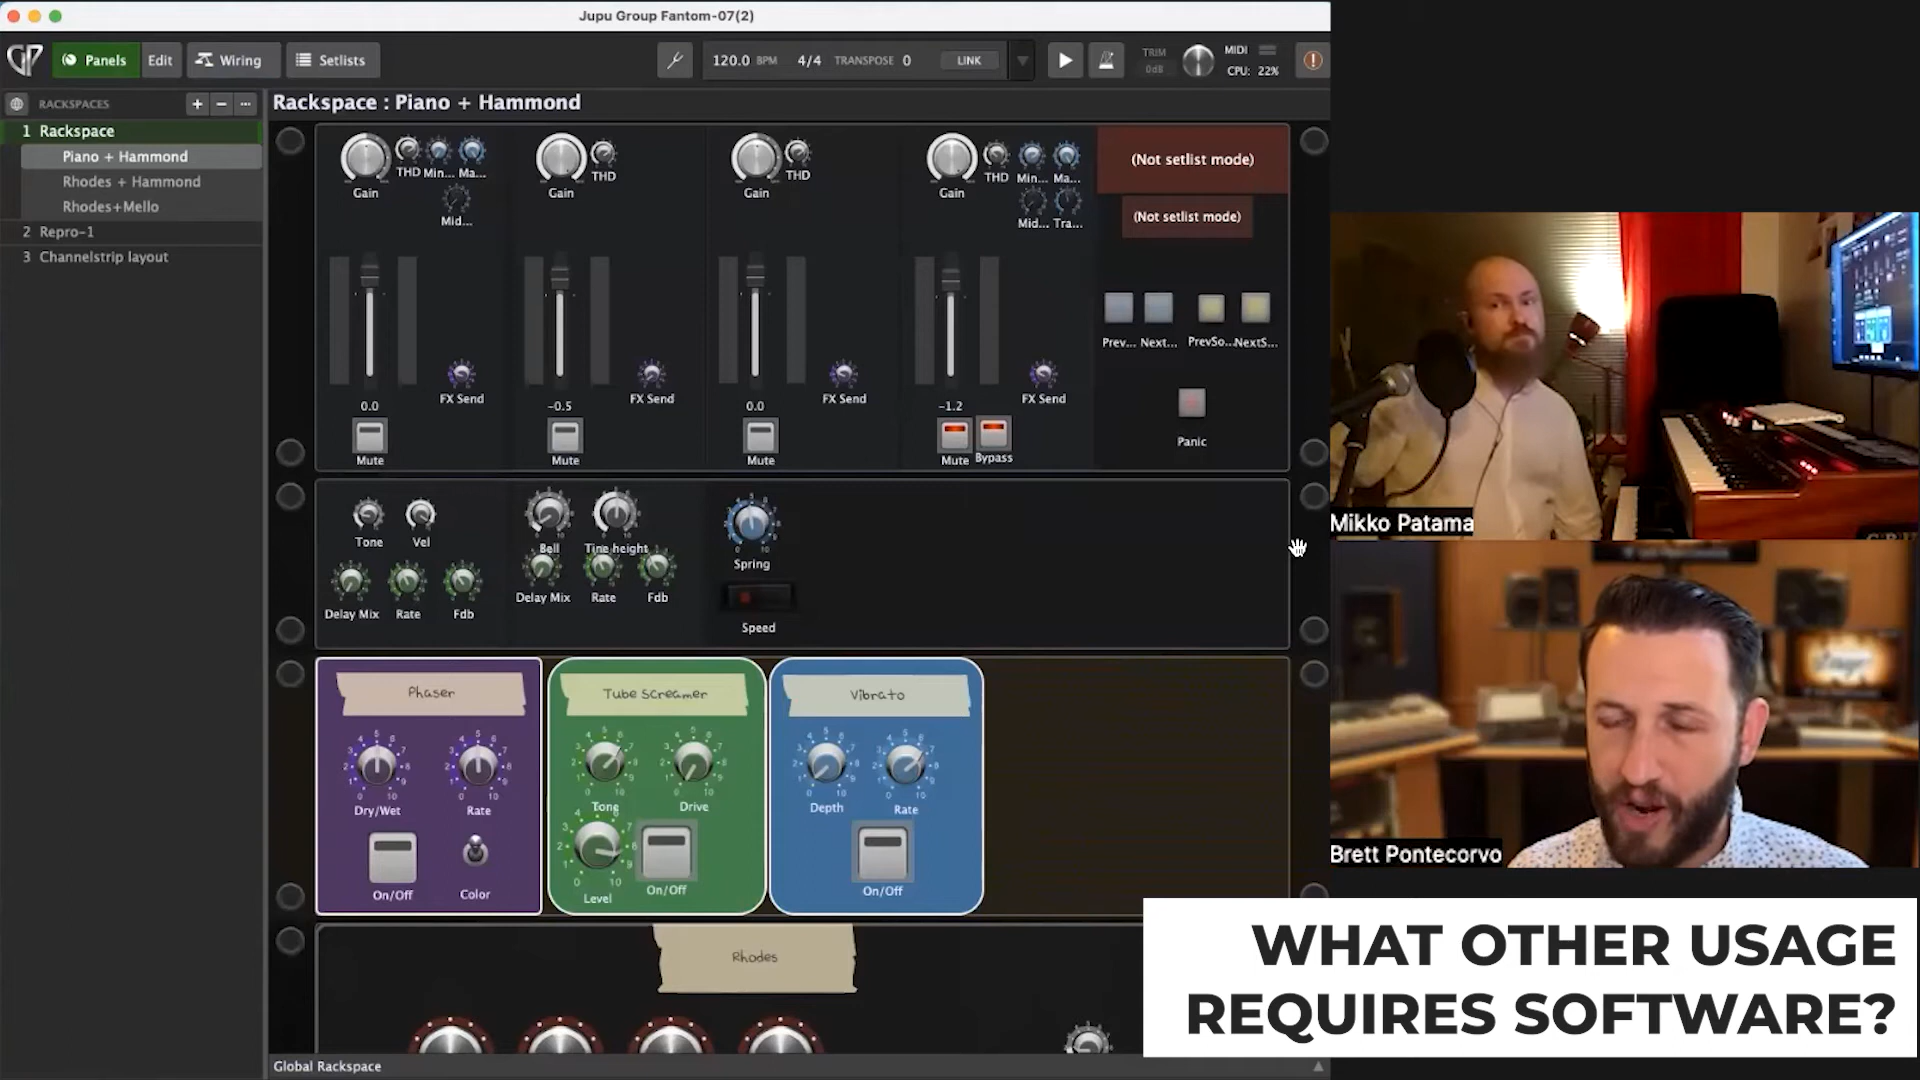 Jupu Group Fantom-07(2)
GP
Panels
Edit
Wiring
Setlists
120.0 BPM 4/4 TRANSPOSE 0
LINK
TRIM
0dB
MIDI
CPU: 22%
RACKSPACES
1 Rackspace
Piano + Hammond
Rhodes + Hammond
Rhodes+Mello
2 Repro-1
3 Channelstrip layout
Rackspace : Piano + Hammond
Gain THD Min... Ma...
Mid...
Gain THD
Gain THD
Gain THD Min... Ma...
Mid... Tra...
(Not setlist mode)
(Not setlist mode)
Prev... Next... PrevSo... NextS...
Panic
FX Send
FX Send
FX Send
FX Send
0.0
-0.5
0.0
-1.2
Mute
Mute
Mute
Mute Bypass
Tone Vel
Delay Mix Rate Fdb
Bell Tine height
Delay Mix Rate Fdb
Spring
Speed
Phaser
Dry/Wet Rate
On/Off Color
Tube Screamer
Tone Drive
Level On/Off
Vibrato
Depth Rate
On/Off
Rhodes
Global Rackspace
Mikko Patama
Brett Pontecorvo
WHAT OTHER USAGE
REQUIRES SOFTWARE?